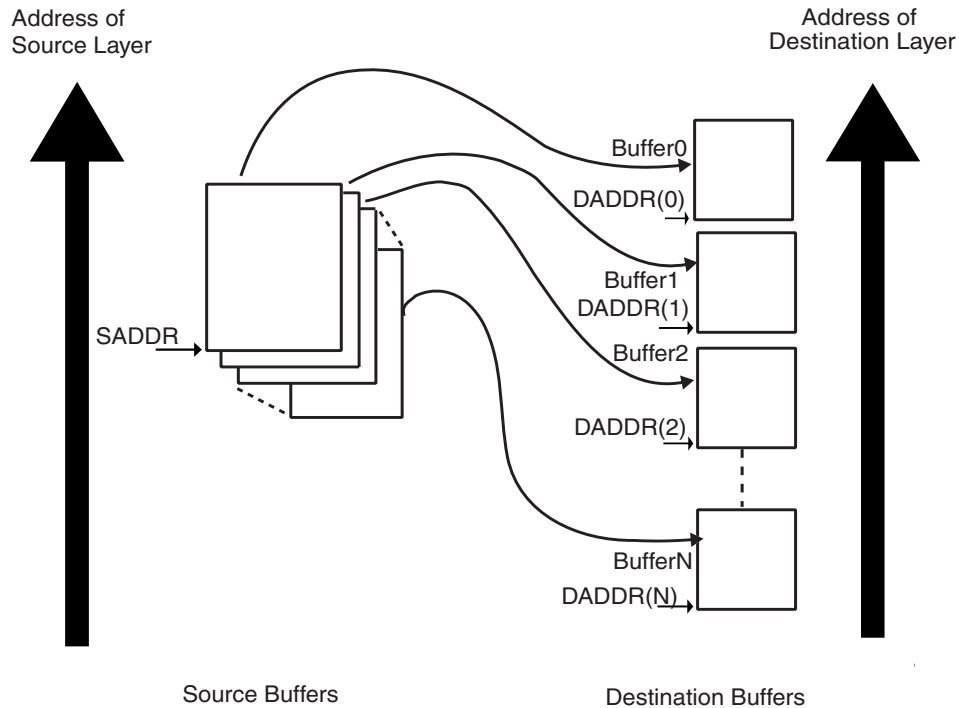 Address of
Source Layer
Address of
Destination Layer
Buffer0
DADDR(0)
Buffer1
DADDR(1)
SADDR
Buffer2
DADDR(2)
BufferN
DADDR(N)
Source Buffers
Destination Buffers